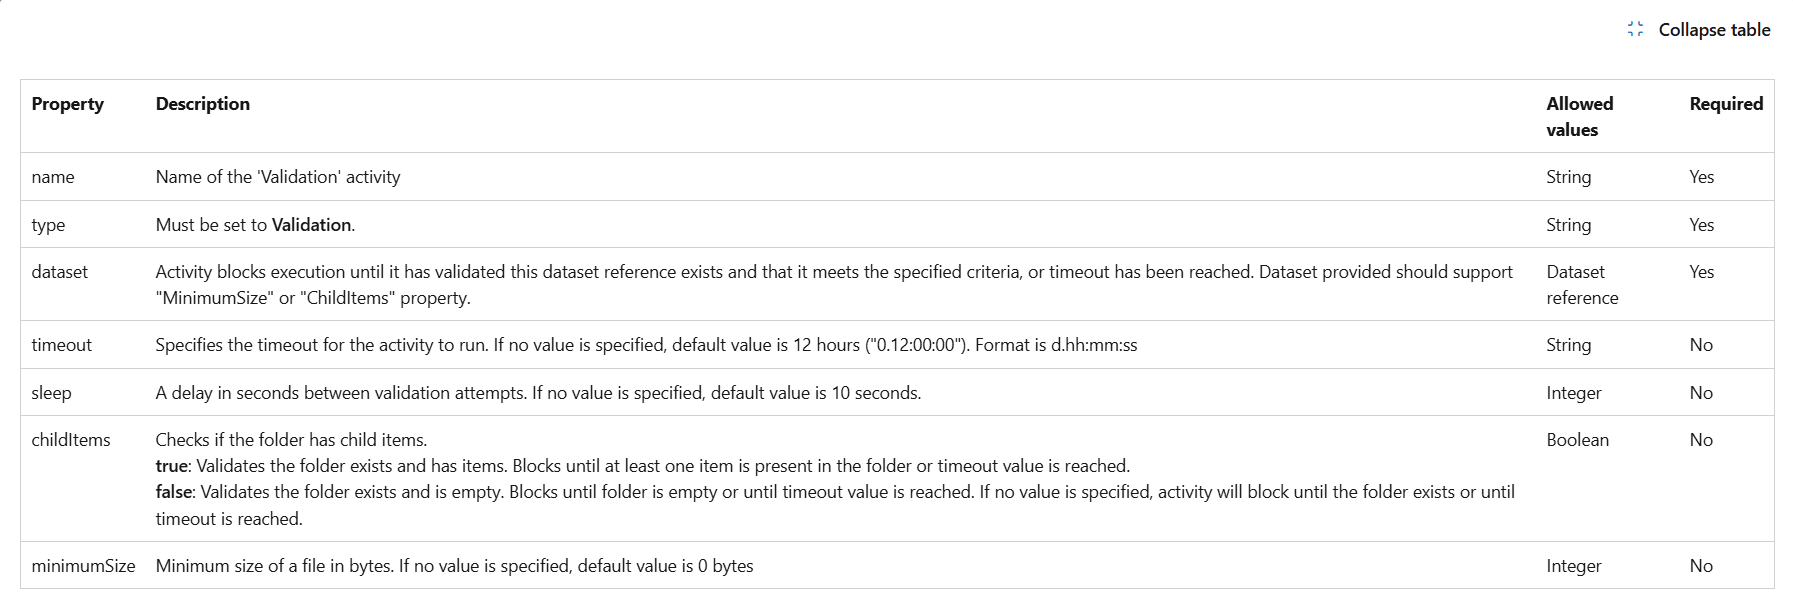 Collapse table
Property Description Allowed values Required
name Name of the 'Validation' activity String Yes
type Must be set to Validation. String Yes
dataset Activity blocks execution until it has validated this dataset reference exists and that it meets the specified criteria, or timeout has been reached. Dataset provided should support Dataset Yes
"MinimumSize" or "ChildItems" property. reference
timeout Specifies the timeout for the activity to run. If no value is specified, default value is 12 hours ("0.12:00:00"). Format is d.hh:mm:ss String No
sleep A delay in seconds between validation attempts. If no value is specified, default value is 10 seconds. Integer No
childItems Checks if the folder has child items. Boolean No
true: Validates the folder exists and has items. Blocks until at least one item is present in the folder or timeout value is reached.
false: Validates the folder exists and is empty. Blocks until folder is empty or until timeout value is reached. If no value is specified, activity will block until the folder exists or until
timeout is reached.
minimumSize Minimum size of a file in bytes. If no value is specified, default value is 0 bytes Integer No